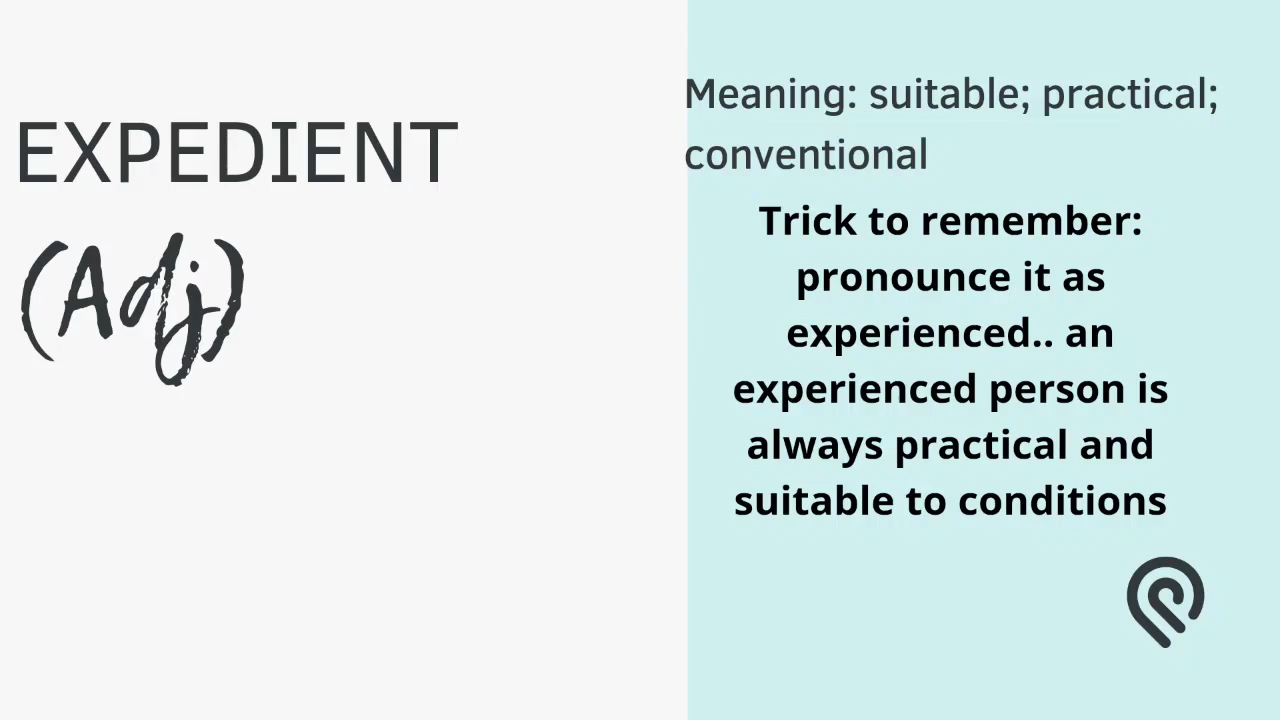 EXPEDIENT
(Adj)
Meaning: suitable; practical;
conventional
Trick to remember:
pronounce it as
experienced.. an
experienced person is
always practical and
suitable to conditions